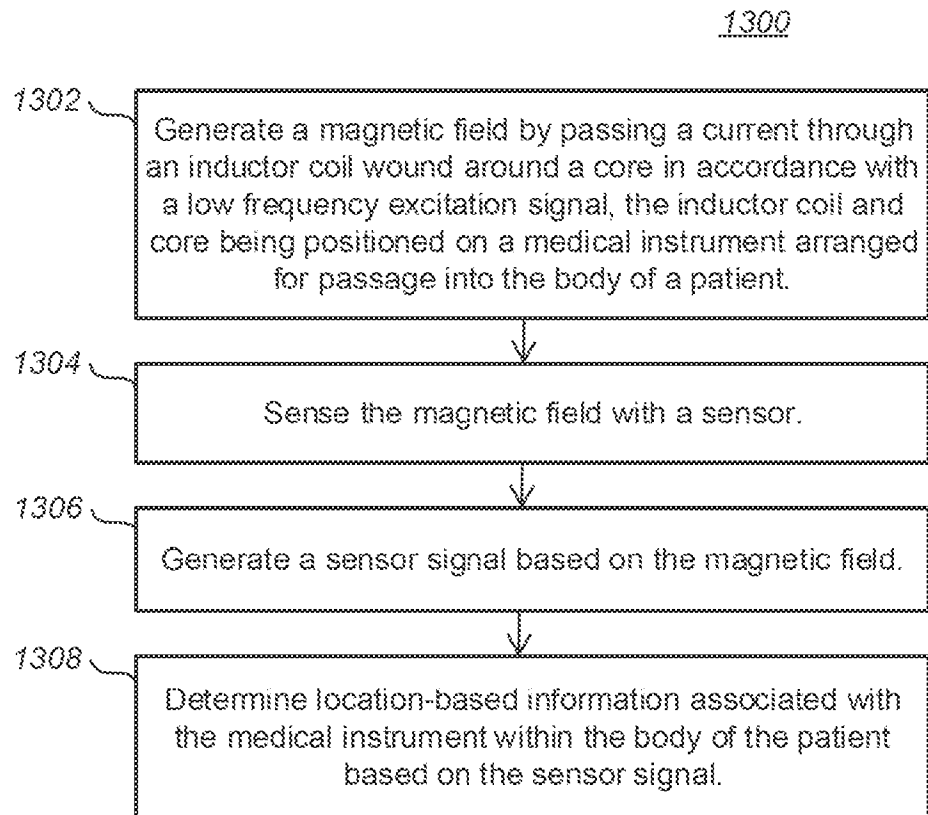 1300
1302
Generate a magnetic field by passing a current through
an inductor coil wound around a core in accordance with
a low frequency excitation signal, the inductor coil and
core being positioned on a medical instrument arranged
for passage into the body of a patient.
1304
Sense the magnetic field with a sensor.
1306
Generate a sensor signal based on the magnetic field.
1308
Determine location-based information associated with
the medical instrument within the body of the patient
based on the sensor signal.